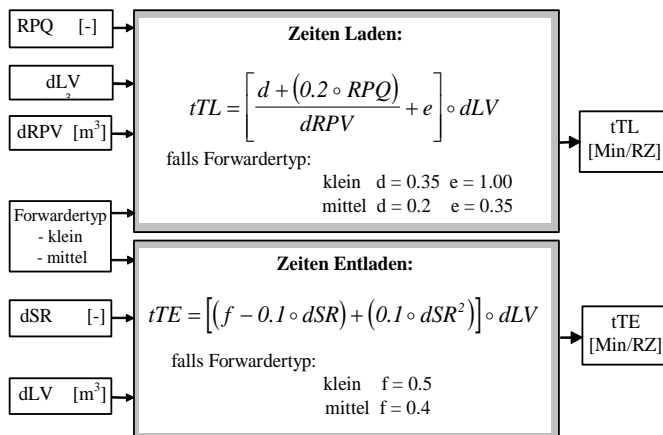 RPQ [-]
dLV
dRPV [m³]
Forwardertyp
- klein
- mittel
dSR [-]
dLV [m³]
Zeiten Laden:
tTL = [ (d + (0.2 ∘ RPQ)) / dRPV + e ] ∘ dLV
falls Forwardertyp:
klein d = 0.35 e = 1.00
mittel d = 0.2 e = 0.35
tTL
[Min/RZ]
Zeiten Entladen:
tTE = [(f − 0.1 ∘ dSR) + (0.1 ∘ dSR²)] ∘ dLV
falls Forwardertyp:
klein f = 0.5
mittel f = 0.4
tTE
[Min/RZ]